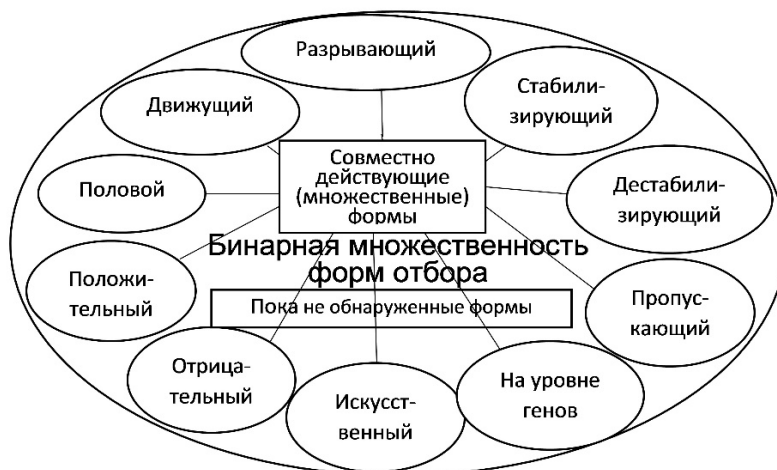 Разрывающий
Стабили-
зирующий
Движущий
Совместно
действующие
(множественные)
формы
Половой
Дестабилизи-
зирующий
Бинарная множественность
форм отбора
Положи-
тельный
Пока не обнаруженные формы
Пропус-
кающий
Отрица-
тельный
Искусст-
венный
На уровне
генов